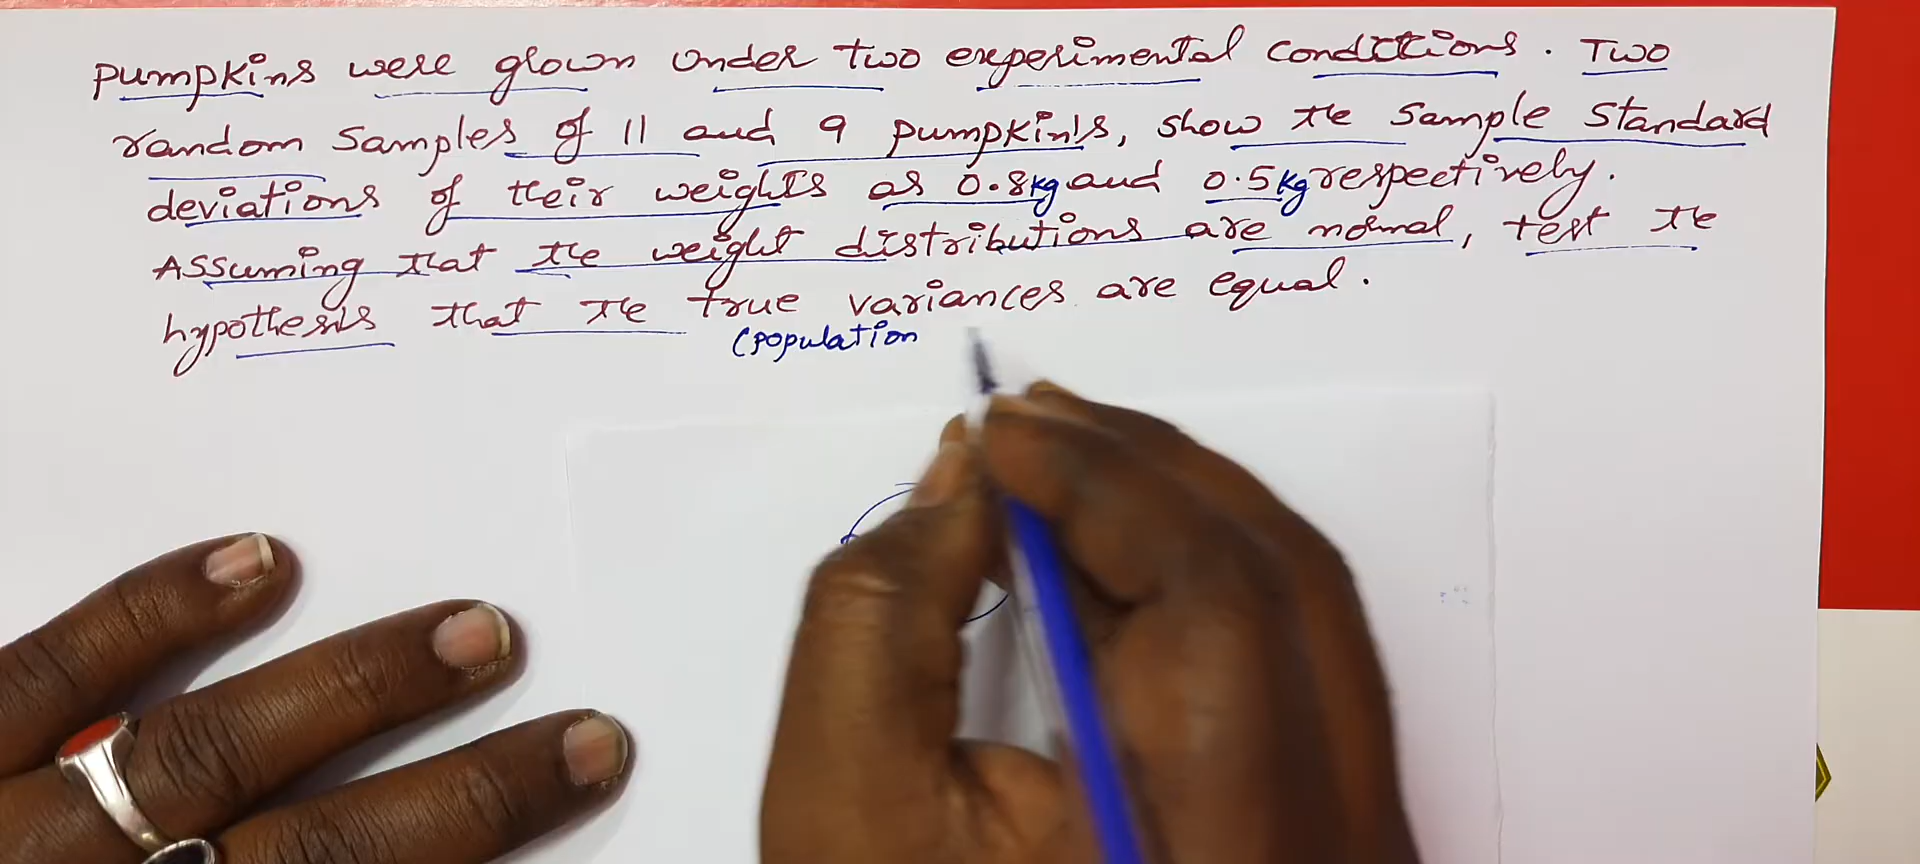 Pumpkins were grown under two experimental conditions. Two
random samples of 11 and 9 pumpkins, show the sample standard
deviations of their weights as 0.8kg and 0.5kg respectively.
Assuming that the weight distributions are normal, test the
hypothesis that the true variances are equal.
(population